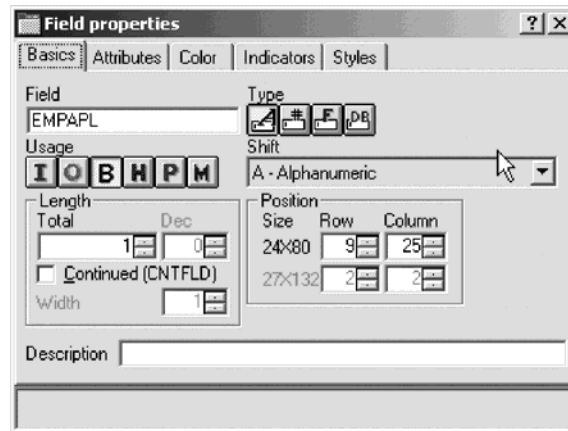 Field properties
Basics Attributes Color Indicators Styles
Field Type
EMPAPL A # F DB
Usage Shift
I O B H P M A - Alphanumeric
Length Position
Total Dec Size Row Column
1 0 24X80 9 25
Continued (CNTFLD) 27X132 2 2
Width 1
Description